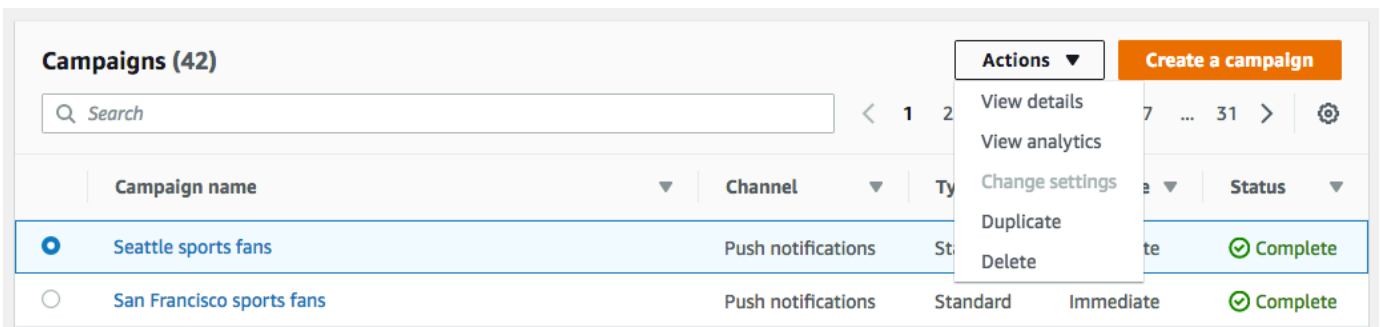 Campaigns (42)
Actions ▼ Create a campaign
Search
1 2 7 ... 31
View details
View analytics
Change settings
Duplicate
Delete
Campaign name Channel Status
Seattle sports fans Push notifications Complete
San Francisco sports fans Push notifications Standard Immediate Complete